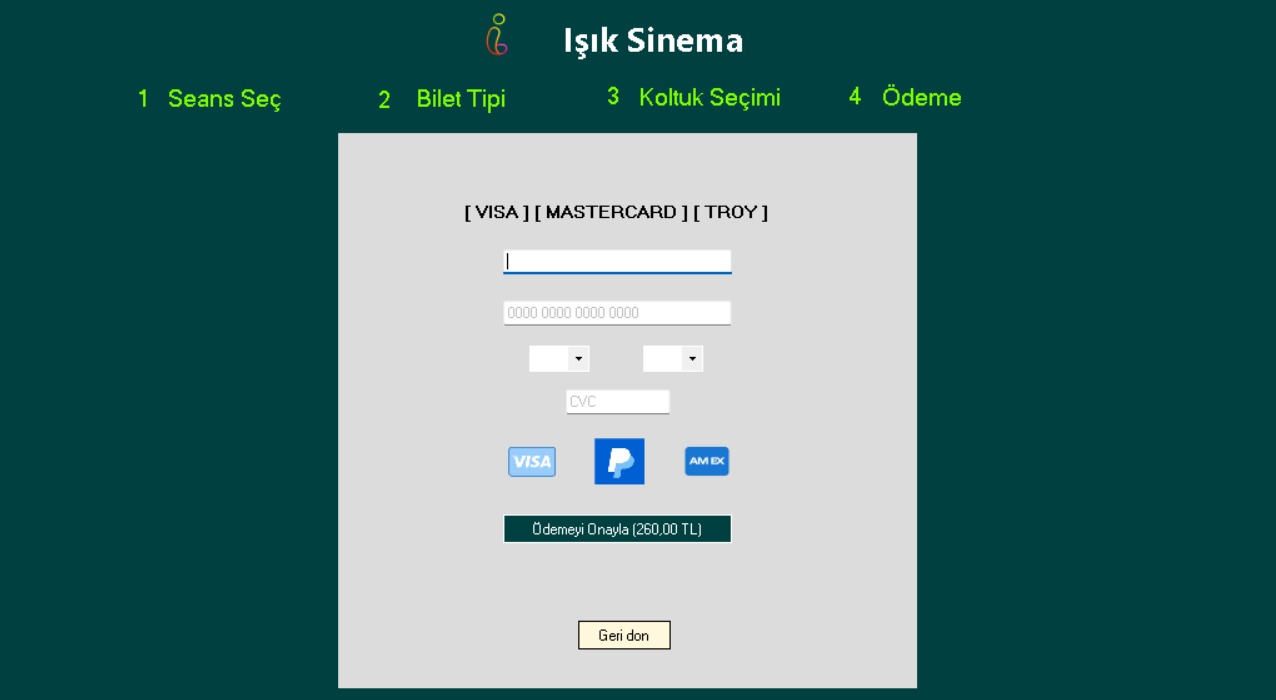 Işık Sinema
1 Seans Seç 2 Bilet Tipi 3 Koltuk Seçimi 4 Ödeme
[ VISA ] [ MASTERCARD ] [ TROY ]
0000 0000 0000 0000
CVC
VISA AMEX
Ödemeyi Onayla (260,00 TL)
Geri don